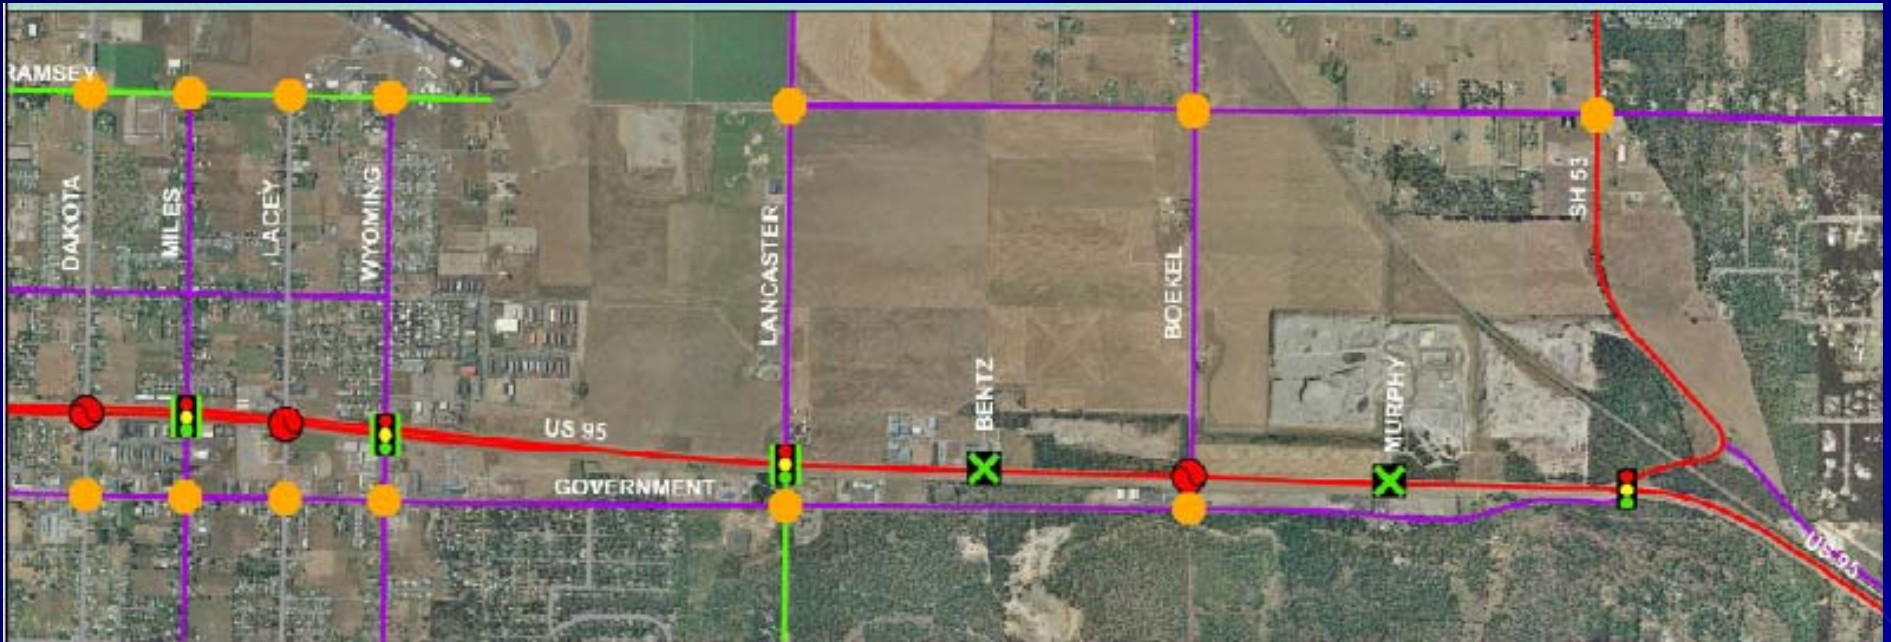 RAMSEY
DAKOTA
MILES
LACEY
WYOMING
LANCASTER
BOEKEL
SH 53
BENTZ
MURPHY
US 95
GOVERNMENT
US 95